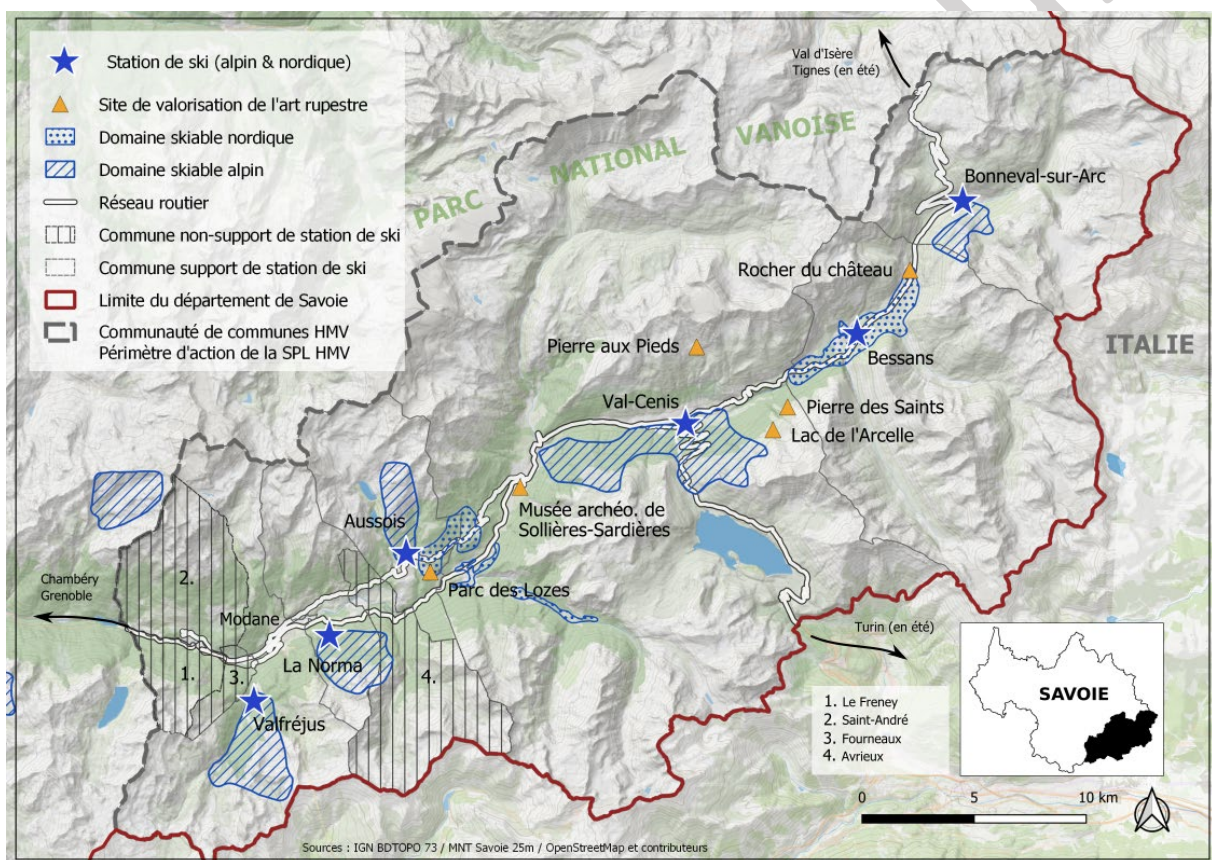 Station de ski (alpin & nordique)
Site de valorisation de l'art rupestre
Domaine skiable nordique
Domaine skiable alpin
Réseau routier
Commune non-support de station de ski
Commune support de station de ski
Limite du département de Savoie
Communauté de communes HMV
Périmètre d'action de la SPL HMV
Val d'Isère
Tignes (en été)
PARC NATIONAL VANOISE
Bonneval-sur-Arc
Rocher du château
ITALIE
Pierre aux Pieds
Bessans
Val-Cenis
Pierre des Saints
Lac de l'Arcelle
Musée archéo. de
Sollières-Sardières
Aussois
2.
Chambéry
Grenoble
Parc des Lozes
Modane
Turin (en été)
La Norma
1.
3.
4.
Valfréjus
1. Le Freney
2. Saint-André
3. Fourneaux
4. Avrieux
SAVOIE
0 5 10 km
Sources : IGN BDTOPO 73 / MNT Savoie 25m / OpenStreetMap et contributeurs